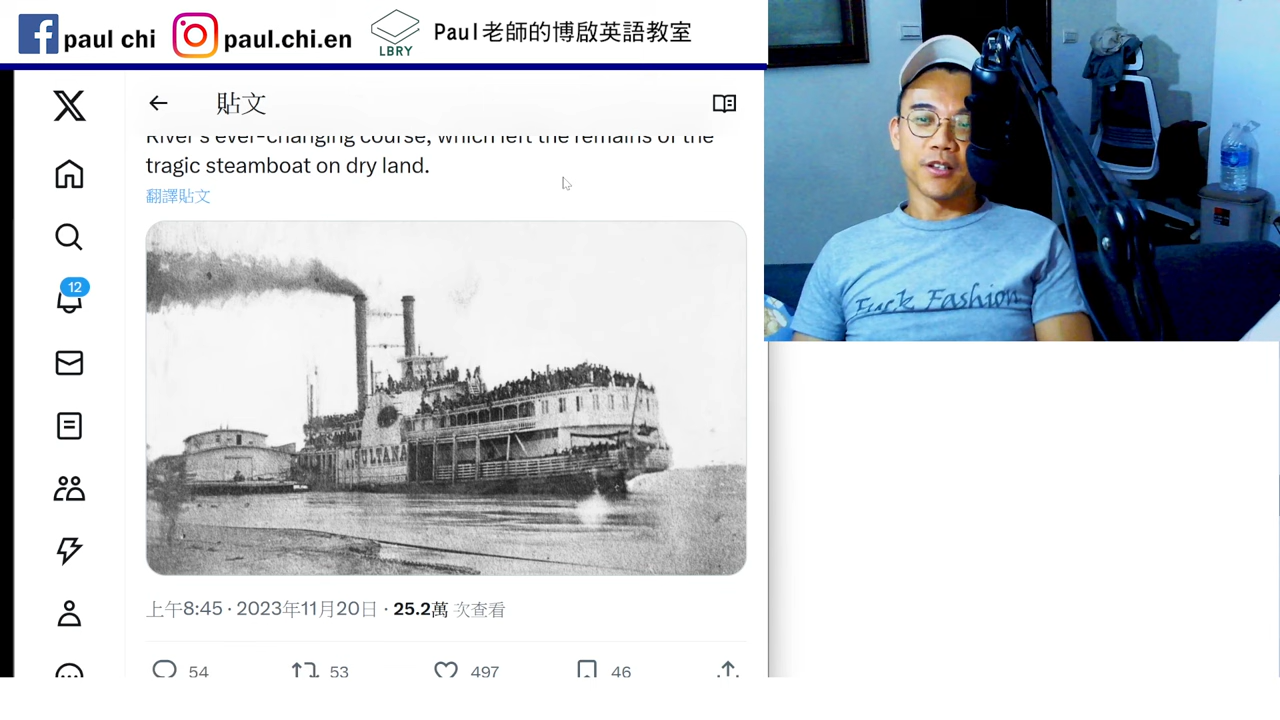 paul chi
paul.chi.en
LBRY
Paul老師的博啟英語教室
貼文
River's ever-changing course, which left the remains of the
tragic steamboat on dry land.
翻譯貼文
12
SULTANA
上午8:45 · 2023年11月20日 · 25.2萬 次查看
54
53
497
46
Fuck Fashion